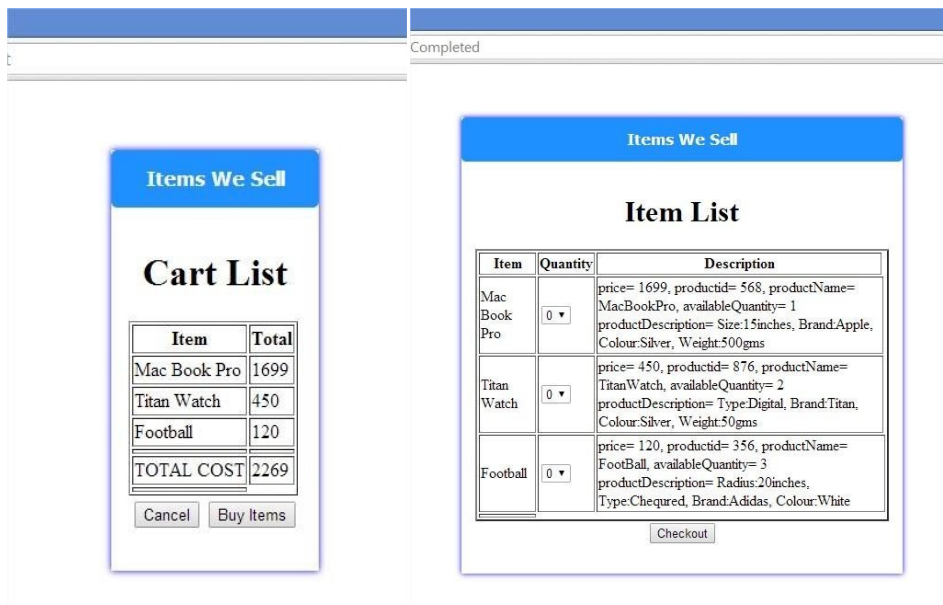 t
Items We Sell
Cart List
Item Total
Mac Book Pro 1699
Titan Watch 450
Football 120
TOTAL COST 2269
Cancel Buy Items
Completed
Items We Sell
Item List
Item Quantity Description
Mac
Book
Pro
0
price= 1699, productid= 568, productName=
MacBookPro, availableQuantity= 1
productDescription= Size:15inches, Brand:Apple,
Colour:Silver, Weight:500gms
Titan
Watch
0
price= 450, productid= 876, productName=
TitanWatch, availableQuantity= 2
productDescription= Type:Digital, Brand:Titan,
Colour:Silver, Weight:50gms
Football
0
price= 120, productid= 356, productName=
FootBall, availableQuantity= 3
productDescription= Radius:20inches,
Type:Chequred, Brand:Adidas, Colour:White
Checkout